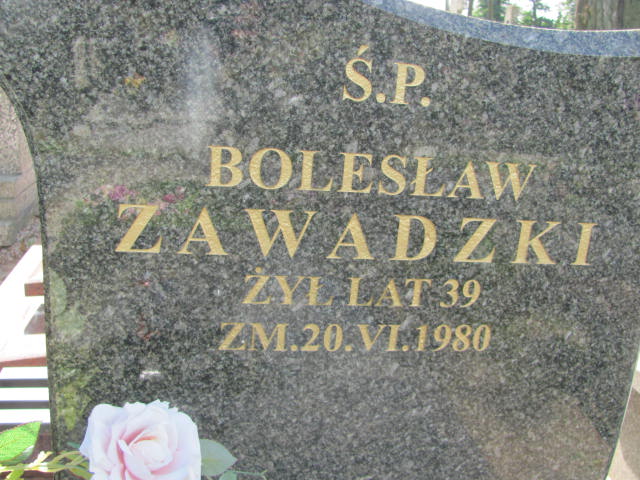 Ś.P.
BOLESŁAW
ZAWADZKI
ŻYŁ LAT 39
ZM.20.VI.1980